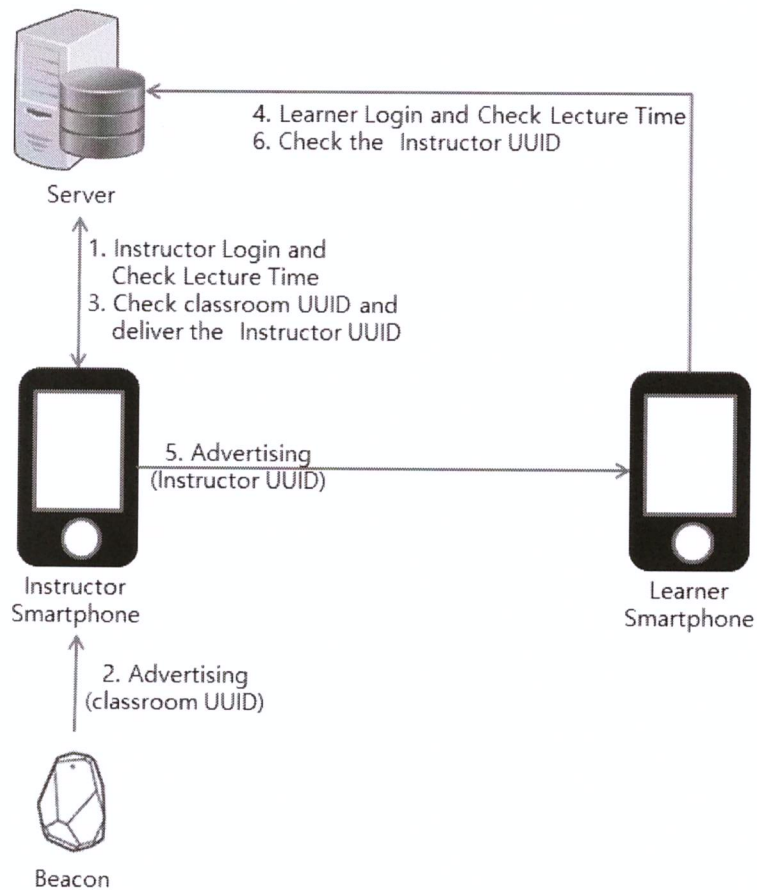 4. Learner Login and Check Lecture Time
6. Check the Instructor UUID
Server
1. Instructor Login and
Check Lecture Time
3. Check classroom UUID and
deliver the Instructor UUID
5. Advertising
(Instructor UUID)
Instructor
Smartphone
Learner
Smartphone
2. Advertising
(classroom UUID)
Beacon